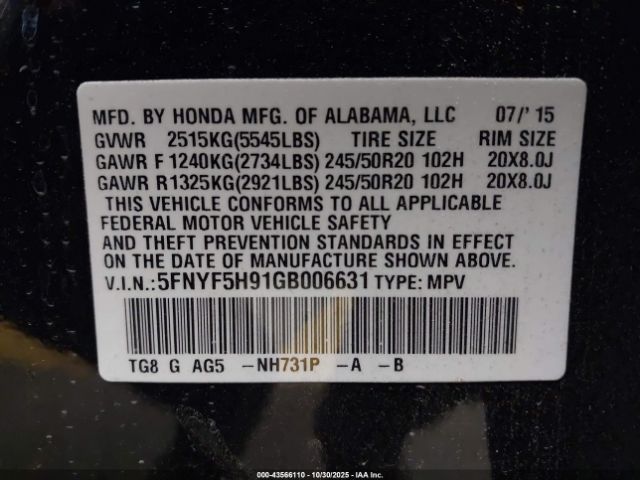 MFD. BY HONDA MFG. OF ALABAMA, LLC 07/'15
GVWR 2515KG(5545LBS) TIRE SIZE RIM SIZE
GAWR F 1240KG(2734LBS) 245/50R20 102H 20X8.0J
GAWR R1325KG(2921LBS) 245/50R20 102H 20X8.0J
THIS VEHICLE CONFORMS TO ALL APPLICABLE
FEDERAL MOTOR VEHICLE SAFETY
AND THEFT PREVENTION STANDARDS IN EFFECT
ON THE DATE OF MANUFACTURE SHOWN ABOVE.
V.I.N.:5FNYF5H91GB006631 TYPE: MPV
TG8 G AG5 -NH731P -A -B
000-43566110 - 10/30/2025 - IAAI.COM